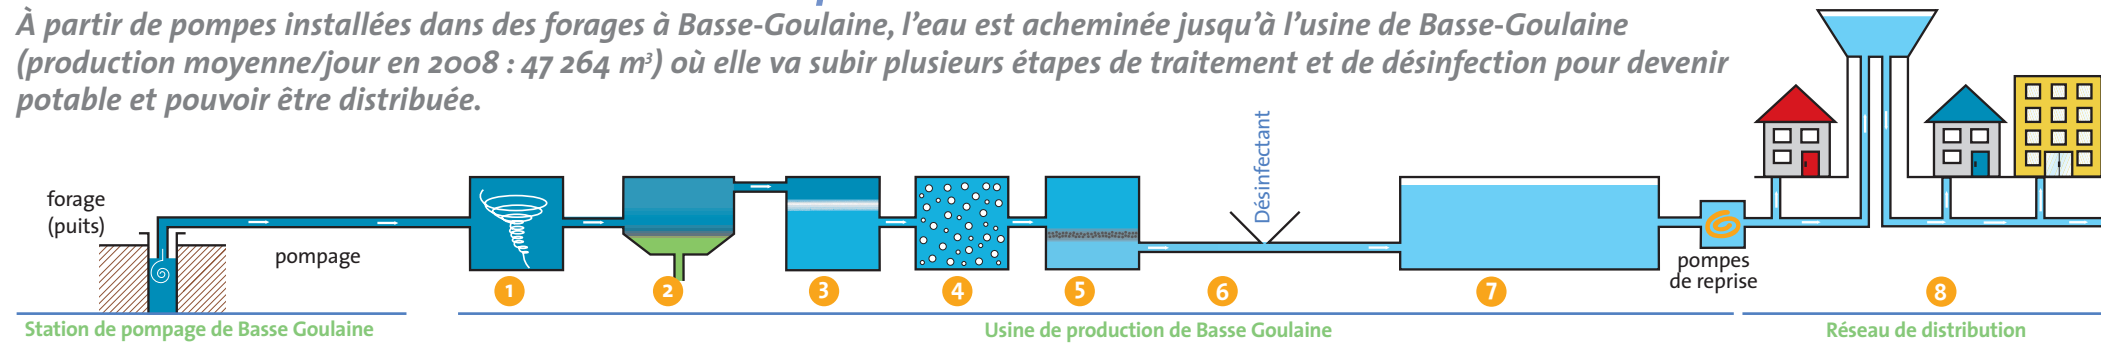 À partir de pompes installées dans des forages à Basse-Goulaine, l'eau est acheminée jusqu'à l'usine de Basse-Goulaine
(production moyenne/jour en 2008 : 47 264 m³) où elle va subir plusieurs étapes de traitement et de désinfection pour devenir
potable et pouvoir être distribuée.
forage
(puits)
pompage
Désinfectant
pompes
de reprise
1
2
3
4
5
6
7
8
Station de pompage de Basse Goulaine
Usine de production de Basse Goulaine
Réseau de distribution